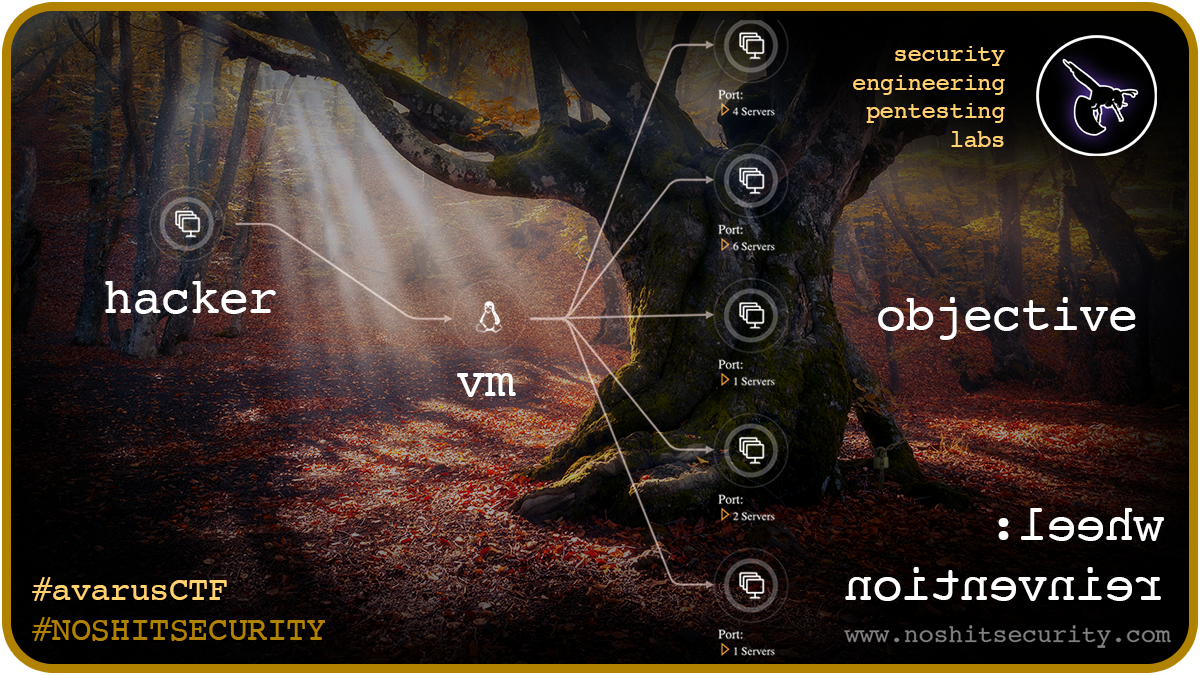 security
engineering
pentesting
labs
Port:
4 Servers
Port:
6 Servers
hacker
objective
vm
Port:
1 Servers
Port:
2 Servers
wheel:
reinvention
#avarusCTF
#NOSHITSECURITY
www.noshitsecurity.com
Port:
1 Servers